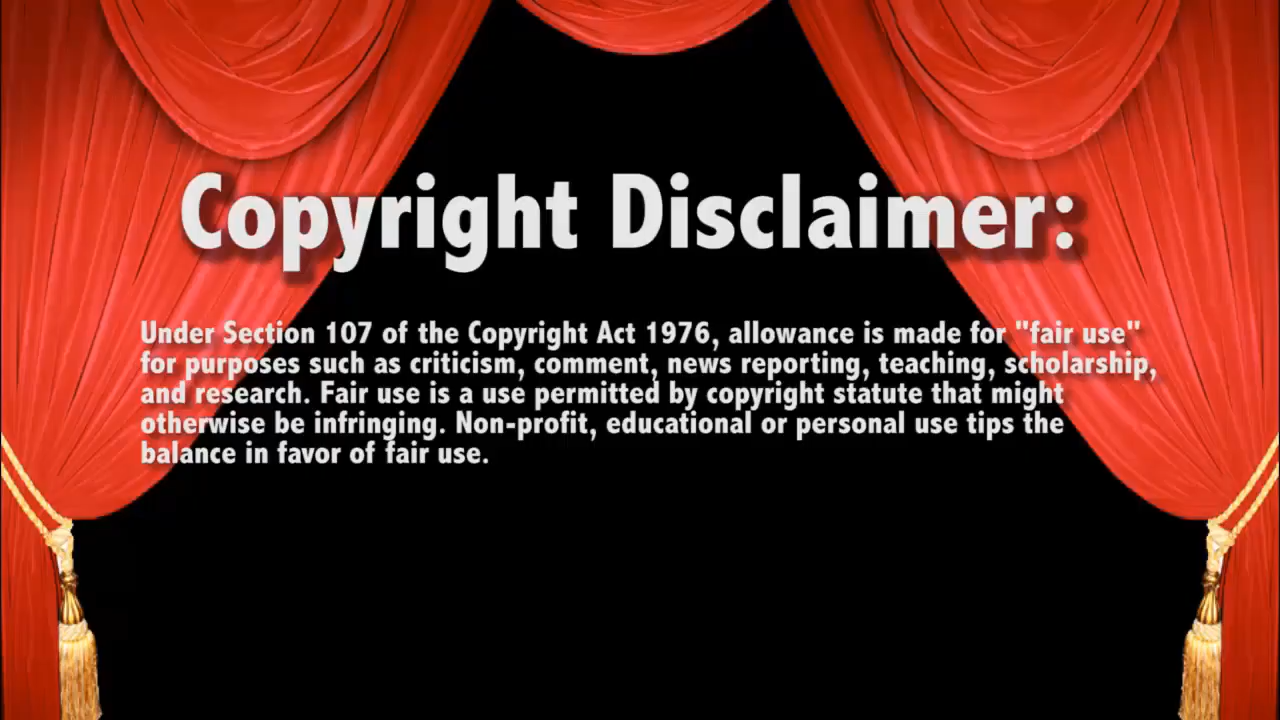 Copyright Disclaimer:
Under Section 107 of the Copyright Act 1976, allowance is made for "fair use"
for purposes such as criticism, comment, news reporting, teaching, scholarship,
and research. Fair use is a use permitted by copyright statute that might
otherwise be infringing. Non-profit, educational or personal use tips the
balance in favor of fair use.